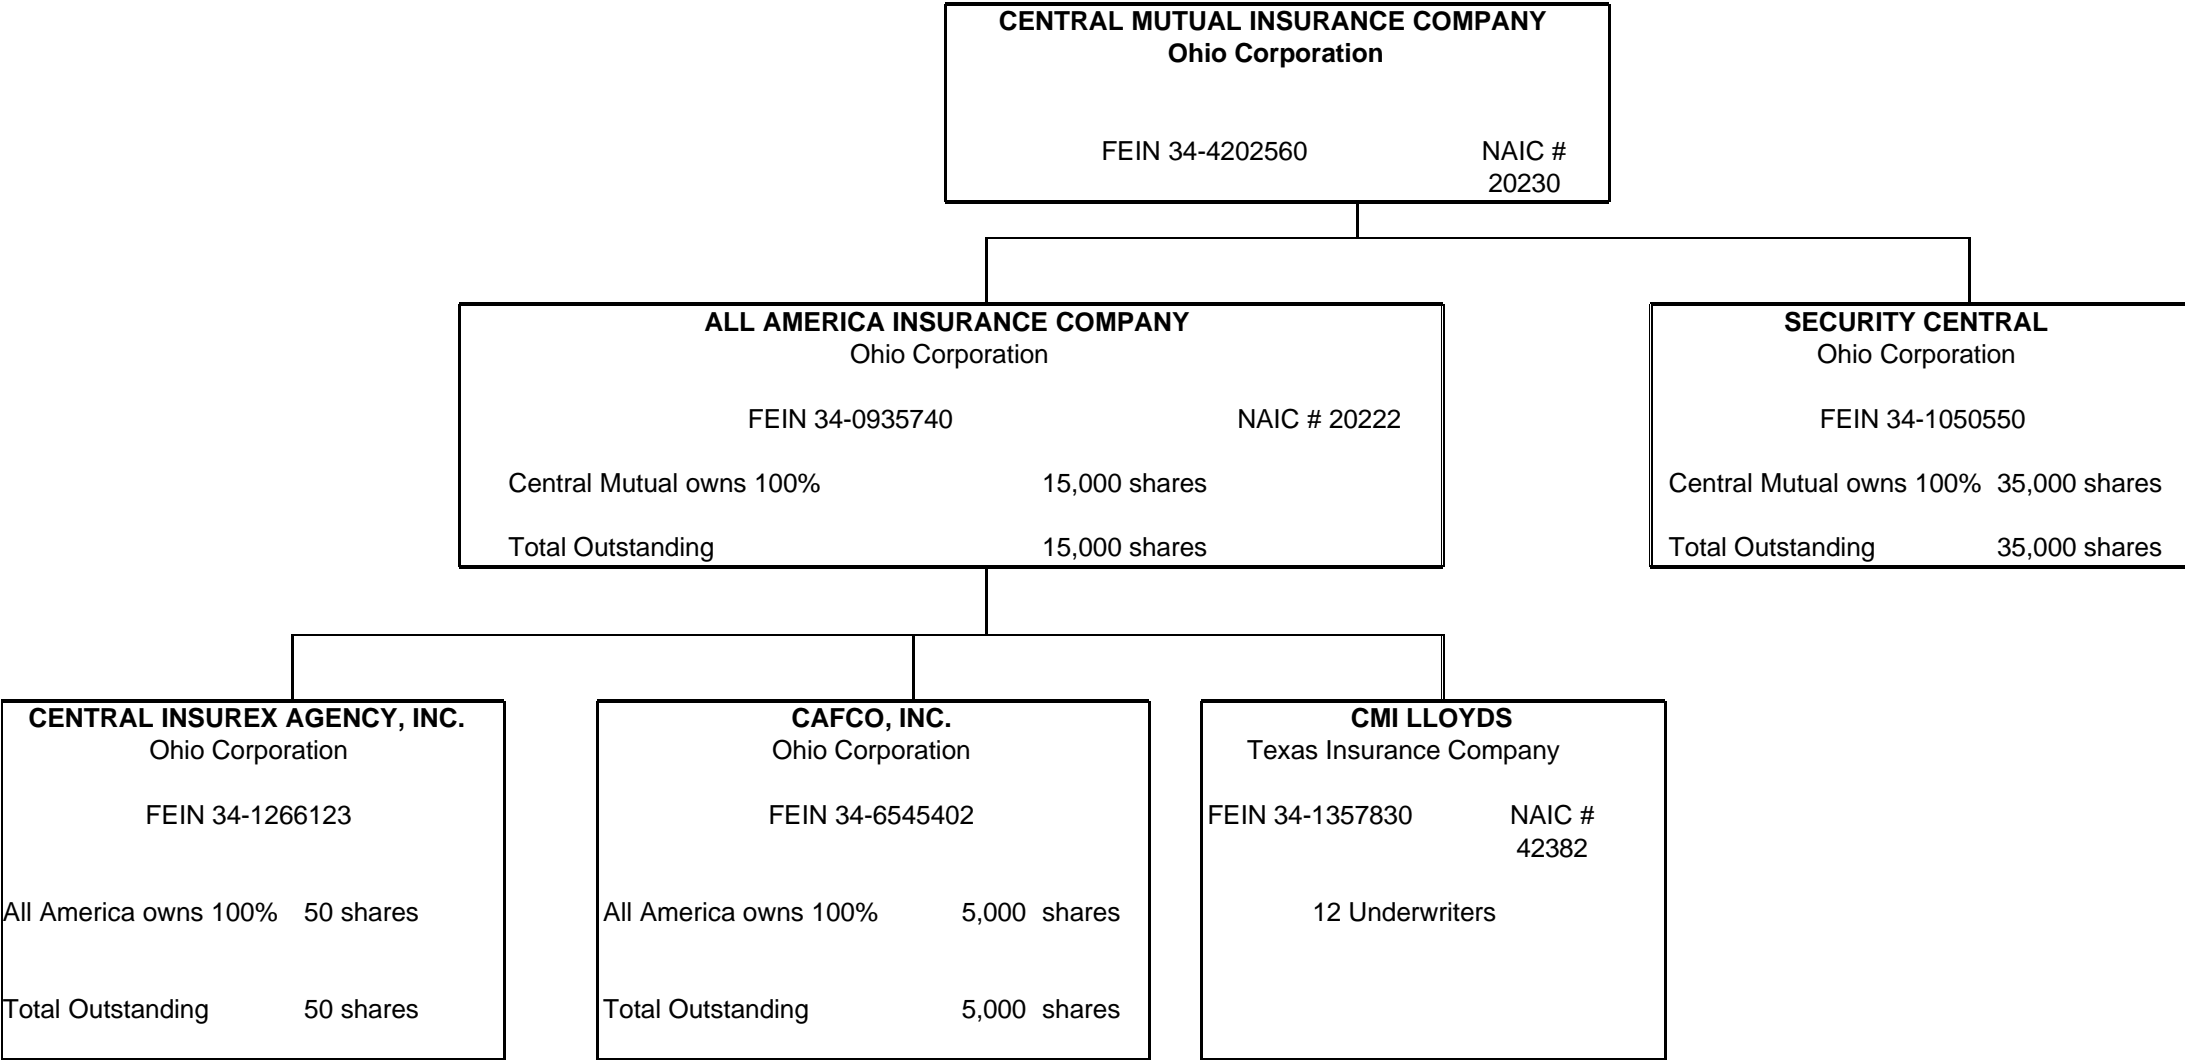 CENTRAL MUTUAL INSURANCE COMPANY
Ohio Corporation
FEIN 34-4202560 NAIC #
20230
ALL AMERICA INSURANCE COMPANY
Ohio Corporation
FEIN 34-0935740 NAIC # 20222
Central Mutual owns 100% 15,000 shares
Total Outstanding 15,000 shares
SECURITY CENTRAL
Ohio Corporation
FEIN 34-1050550
Central Mutual owns 100% 35,000 shares
Total Outstanding 35,000 shares
CENTRAL INSUREX AGENCY, INC.
Ohio Corporation
FEIN 34-1266123
All America owns 100% 50 shares
Total Outstanding 50 shares
CAFCO, INC.
Ohio Corporation
FEIN 34-6545402
All America owns 100% 5,000 shares
Total Outstanding 5,000 shares
CMI LLOYDS
Texas Insurance Company
FEIN 34-1357830 NAIC #
42382
12 Underwriters